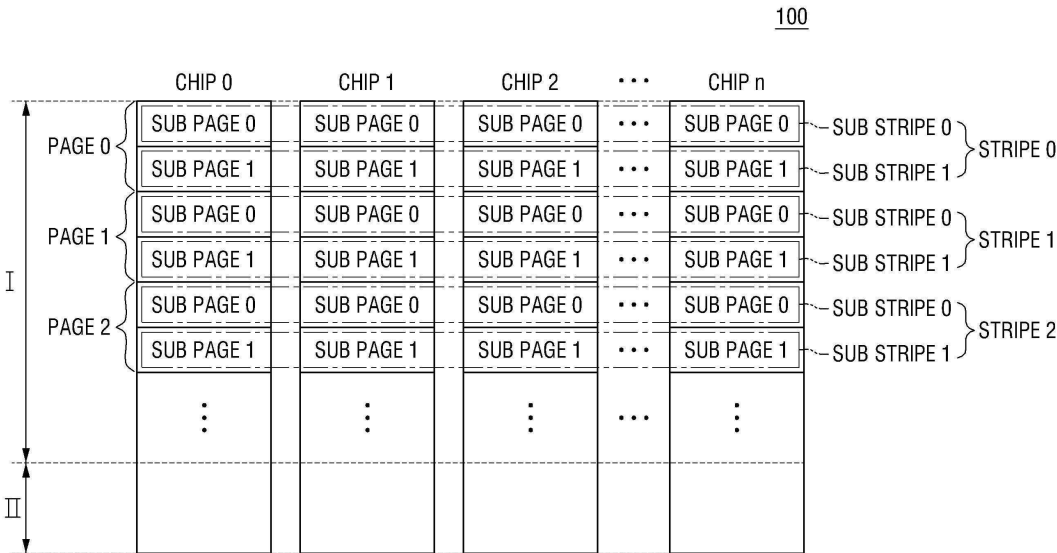 100
CHIP 0 CHIP 1 CHIP 2 ••• CHIP n
SUB PAGE 0 SUB PAGE 0 SUB PAGE 0 ••• SUB PAGE 0 SUB STRIPE 0
PAGE 0 STRIPE 0
SUB PAGE 1 SUB PAGE 1 SUB PAGE 1 ••• SUB PAGE 1 SUB STRIPE 1
SUB PAGE 0 SUB PAGE 0 SUB PAGE 0 ••• SUB PAGE 0 SUB STRIPE 0
PAGE 1 STRIPE 1
SUB PAGE 1 SUB PAGE 1 SUB PAGE 1 ••• SUB PAGE 1 SUB STRIPE 1
I
SUB PAGE 0 SUB PAGE 0 SUB PAGE 0 ••• SUB PAGE 0 SUB STRIPE 0
PAGE 2 STRIPE 2
SUB PAGE 1 SUB PAGE 1 SUB PAGE 1 ••• SUB PAGE 1 SUB STRIPE 1
⋮ ⋮ ⋮ ••• ⋮
II